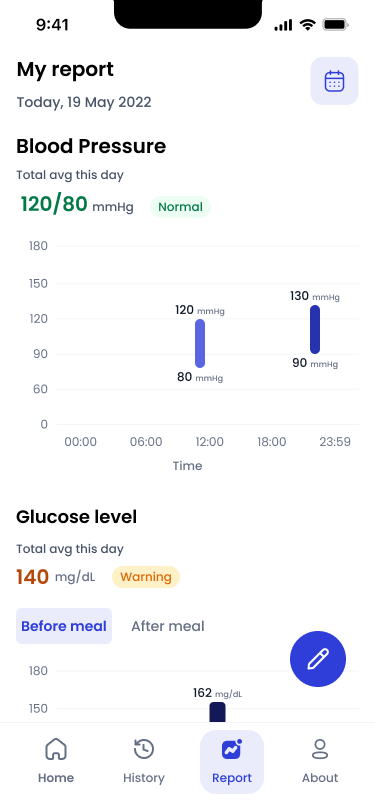 9:41
My report
Today, 19 May 2022
Blood Pressure
Total avg this day
120/80 mmHg Normal
180
150
130 mmHg
120 mmHg
120
90
90 mmHg
80 mmHg
60
0
00:00 06:00 12:00 18:00 23:59
Time
Glucose level
Total avg this day
140 mg/dL Warning
Before meal After meal
180
162 mg/dL
150
Home History Report About